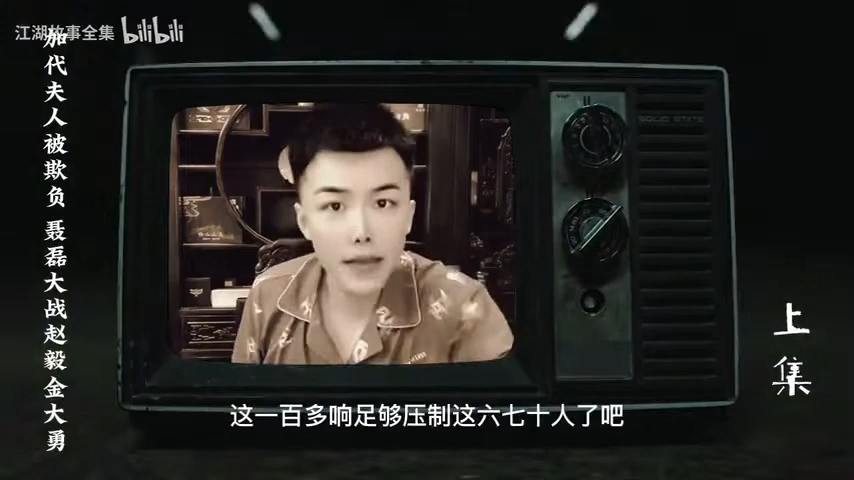 江湖故事全集 bilibili
加代夫人被欺负 聂磊大战赵毅金大勇
SOLID STATE
上集
这一百多响足够压制这六七十人了吧